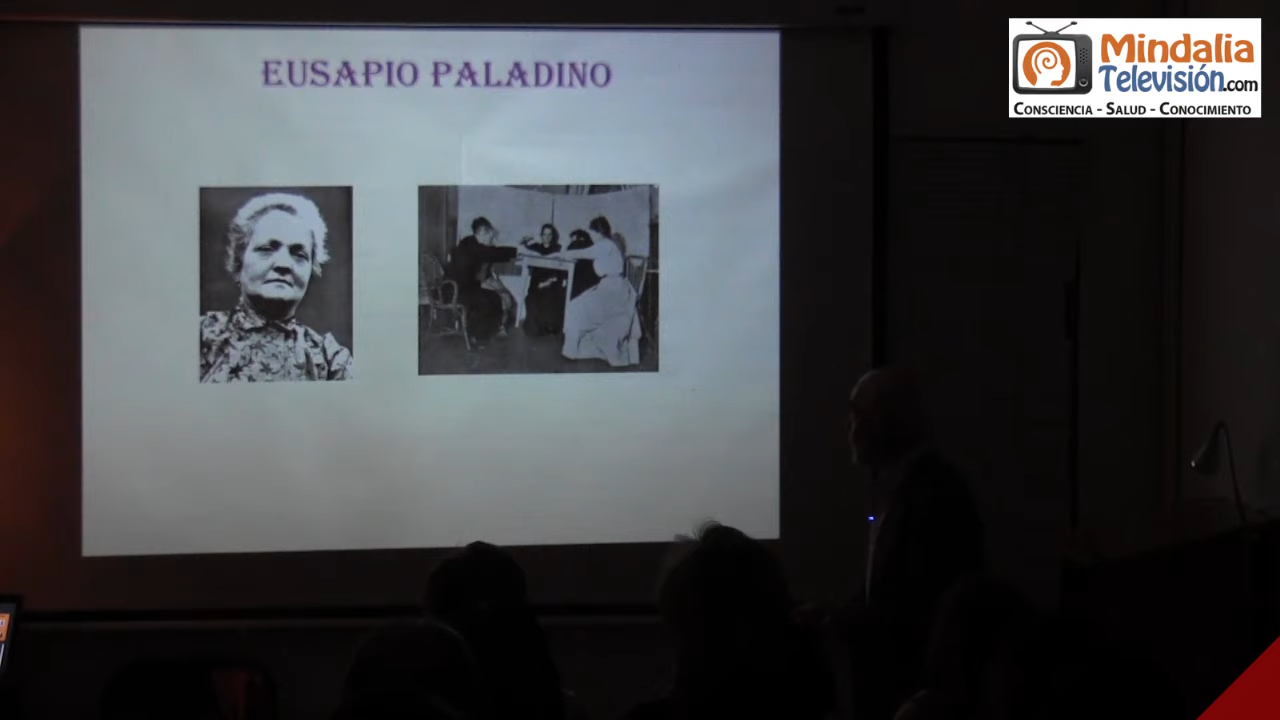 EUSAPIO PALADINO
Mindalia
Televisión.com
CONSCIENCIA - SALUD - CONOCIMIENTO